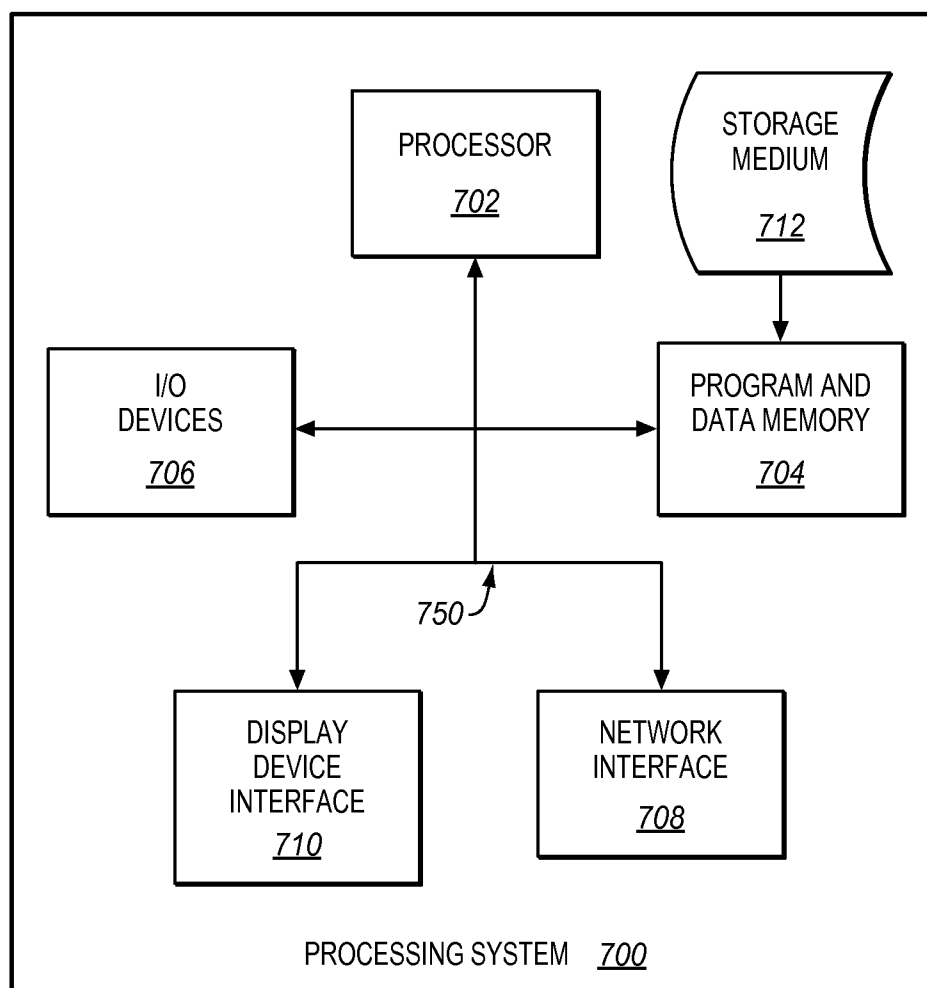 PROCESSOR
702
STORAGE
MEDIUM
712
I/O
DEVICES
706
PROGRAM AND
DATA MEMORY
704
750
DISPLAY
DEVICE
INTERFACE
710
NETWORK
INTERFACE
708
PROCESSING SYSTEM 700